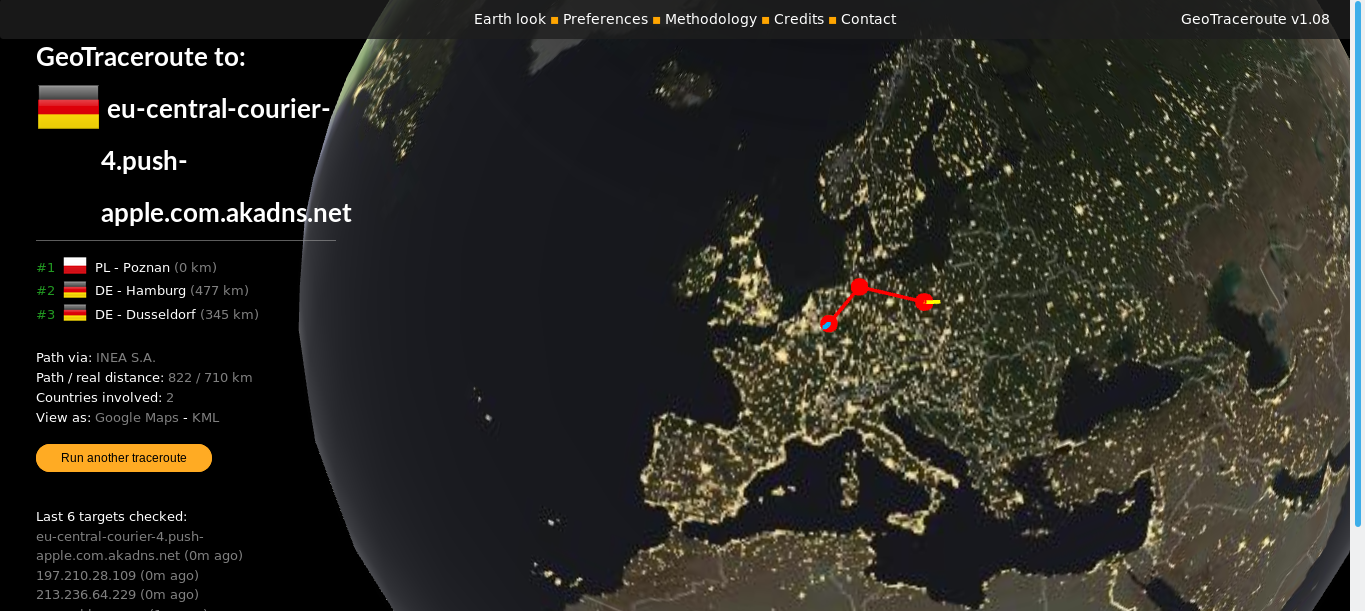 Earth look ■ Preferences ■ Methodology ■ Credits ■ Contact
GeoTraceroute v1.08
GeoTraceroute to:
eu-central-courier-
4.push-
apple.com.akadns.net
#1 PL - Poznan (0 km)
#2 DE - Hamburg (477 km)
#3 DE - Dusseldorf (345 km)
Path via: INEA S.A.
Path / real distance: 822 / 710 km
Countries involved: 2
View as: Google Maps - KML
Run another traceroute
Last 6 targets checked:
eu-central-courier-4.push-
apple.com.akadns.net (0m ago)
197.210.28.109 (0m ago)
213.236.64.229 (0m ago)